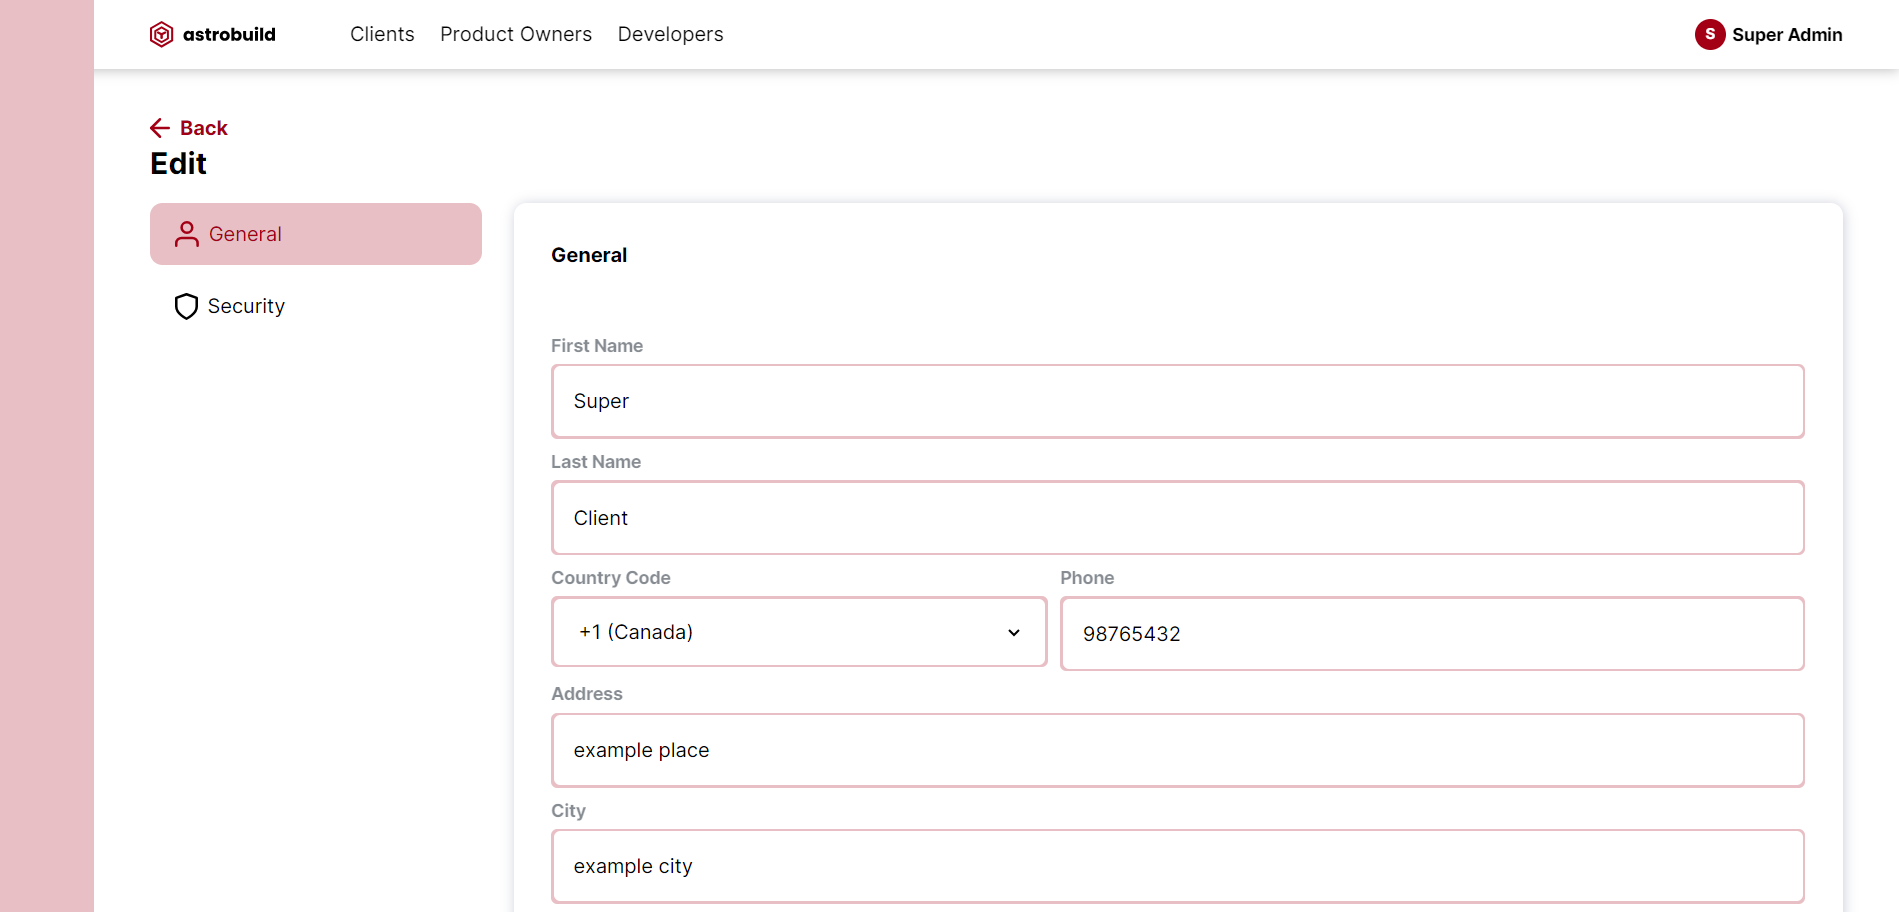 astrobuild Clients Product Owners Developers S Super Admin
Back
Edit
General
Security
General
First Name
Super
Last Name
Client
Country Code Phone
+1 (Canada) 98765432
Address
example place
City
example city